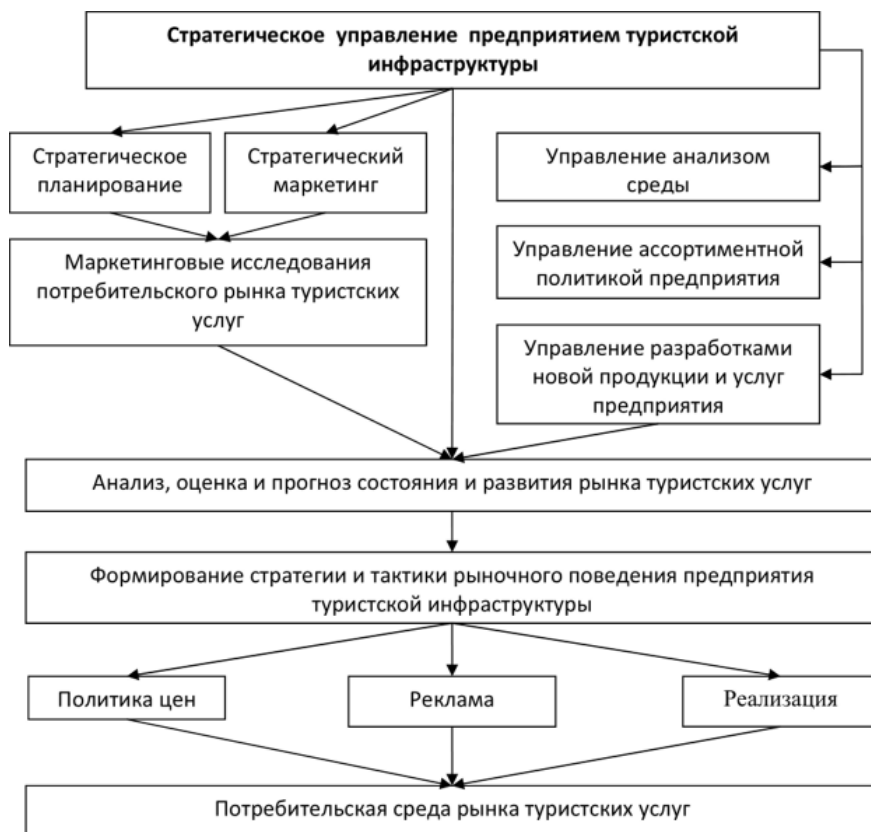 Стратегическое управление предприятием туристской
инфраструктуры
Стратегическое
планирование
Стратегический
маркетинг
Управление анализом
среды
Маркетинговые исследования
потребительского рынка туристских
услуг
Управление ассортиментной
политикой предприятия
Управление разработками
новой продукции и услуг
предприятия
Анализ, оценка и прогноз состояния и развития рынка туристских услуг
Формирование стратегии и тактики рыночного поведения предприятия
туристской инфраструктуры
Политика цен
Реклама
Реализация
Потребительская среда рынка туристских услуг